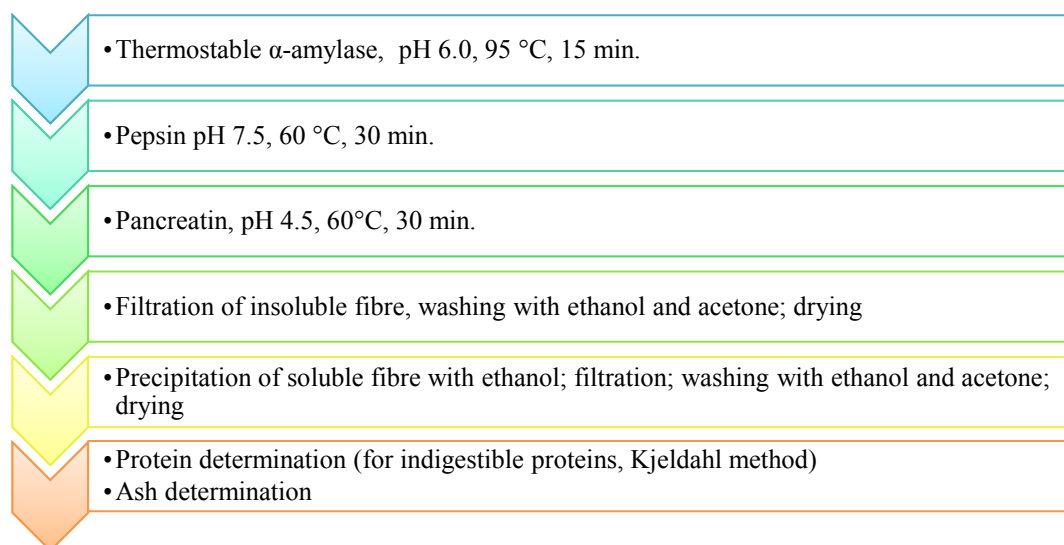 •Thermostable α-amylase,  pH 6.0, 95 °C, 15 min.
•Pepsin pH 7.5, 60 °C, 30 min.
•Pancreatin, pH 4.5, 60°C, 30 min.
•Filtration of insoluble fibre, washing with ethanol and acetone; drying
•Precipitation of soluble fibre with ethanol; filtration; washing with ethanol and acetone;
drying
•Protein determination (for indigestible proteins, Kjeldahl method)
•Ash determination